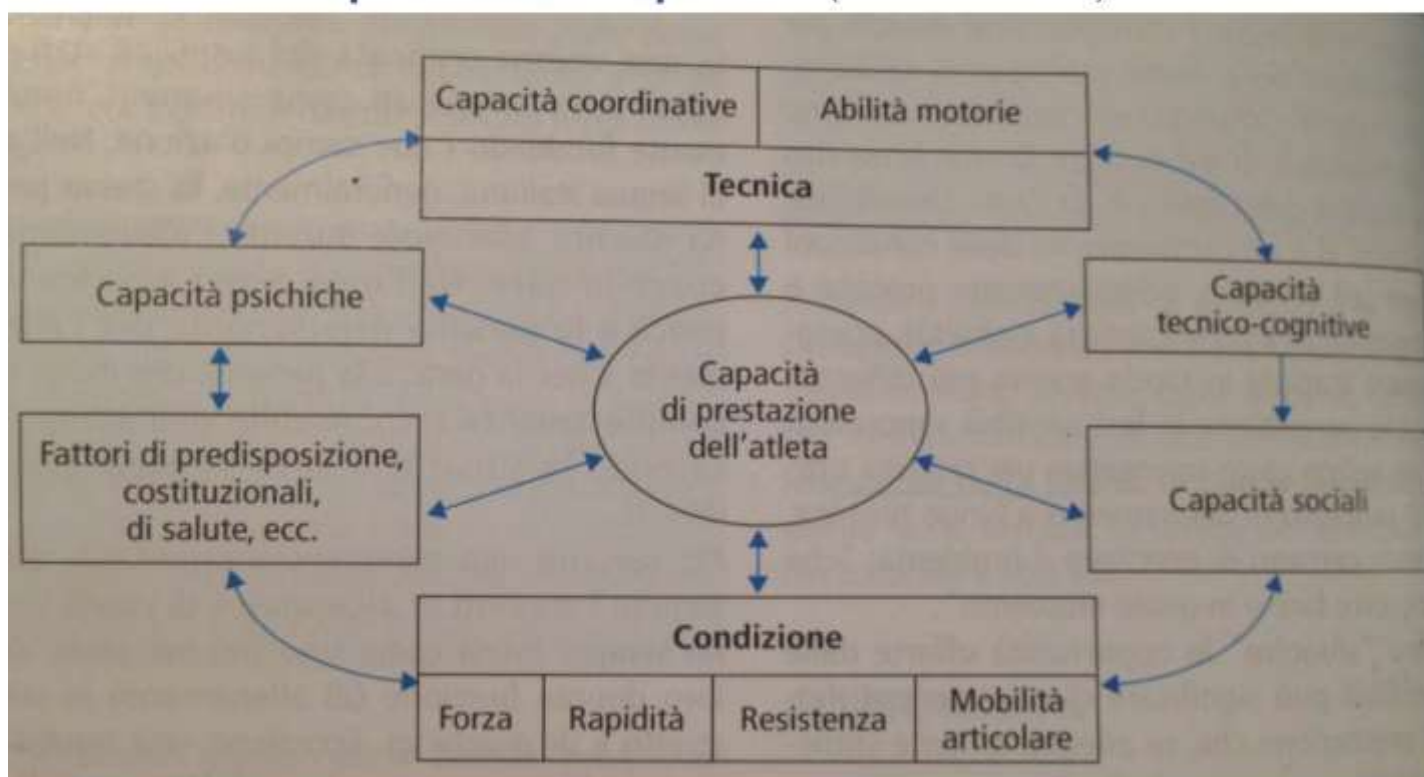 Capacità coordinative
Abilità motorie
Tecnica
Capacità psichiche
Capacità
tecnico-cognitive
Capacità
di prestazione
dell'atleta
Fattori di predisposizione,
costituzionali,
di salute, ecc.
Capacità sociali
Condizione
Forza
Rapidità
Resistenza
Mobilità
articolare